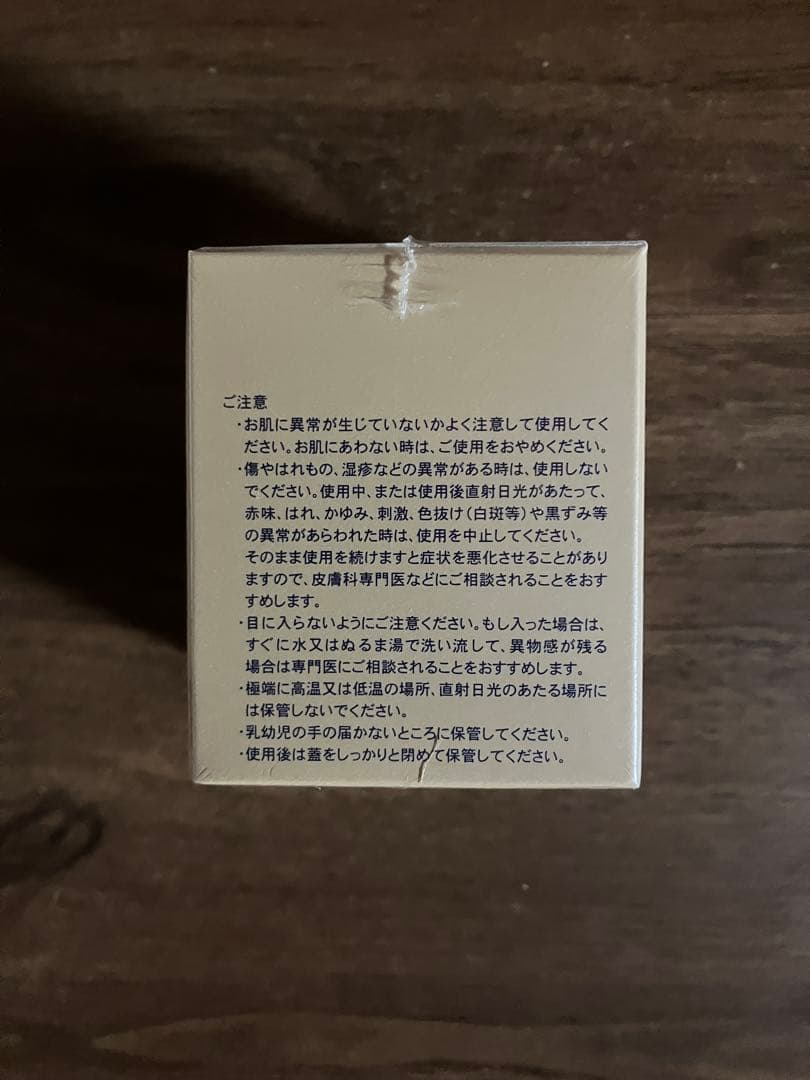 ご注意
・お肌に異常が生じていないかよく注意して使用してく
ださい。お肌にあわない時は、ご使用をおやめください。
・傷やはれもの、湿疹などの異常がある時は、使用しない
でください。使用中、または使用後直射日光があたって、
赤味、はれ、かゆみ、刺激、色抜け(白斑等)や黒ずみ等
の異常があらわれた時は、使用を中止してください。
そのまま使用を続けますと症状を悪化させることがあり
ますので、皮膚科専門医などにご相談されることをおす
すめします。
・目に入らないようにご注意ください。もし入った場合は、
すぐに水又はぬるま湯で洗い流して、異物感が残る
場合は専門医にご相談されることをおすすめします。
・極端に高温又は低温の場所、直射日光のあたる場所に
は保管しないでください。
・乳幼児の手の届かないところに保管してください。
・使用後は蓋をしっかりと閉めて保管してください。